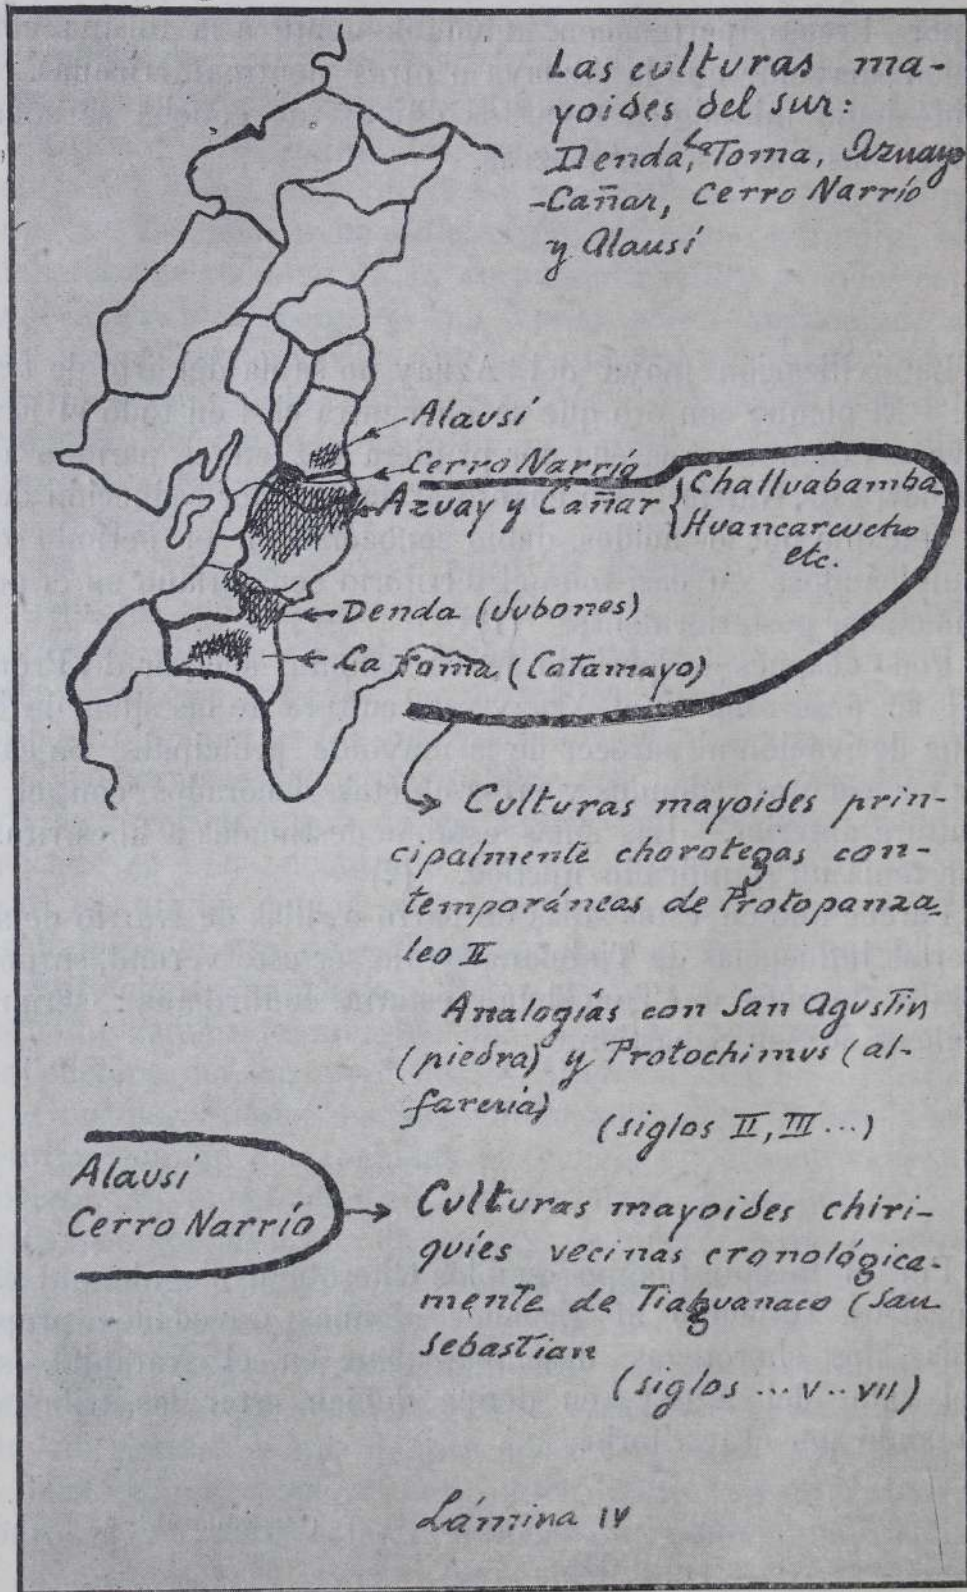 Las culturas ma-
yoides del sur:
Denda, La Toma, Azuay
-Cañar, Cerro Narrío
y Alausí
Alausí
Cerro Narrío
Azuay y Cañar { Challuabamba
Huancarcucho
etc.
Denda (Jubones)
La Toma (Catamayo)
Culturas mayoides prin-
cipalmente chorotegas con-
temporáneas de Protopanza-
leo II
Analogías con San Agustín
(piedra) y Protochimus (al-
farería)
(siglos II, III ...)
Alausí
Cerro Narrío
Culturas mayoides chiri-
quíes vecinas cronológica-
mente de Tiahuanaco (San
Sebastian
(siglos ... V .. VII)
Lámina IV